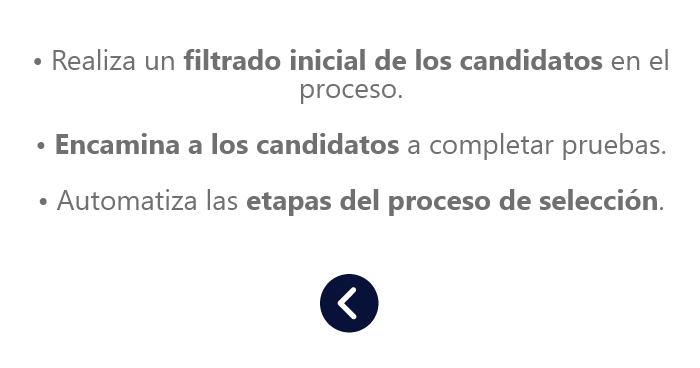 • Realiza un filtrado inicial de los candidatos en el
proceso.
• Encamina a los candidatos a completar pruebas.
• Automatiza las etapas del proceso de selección.